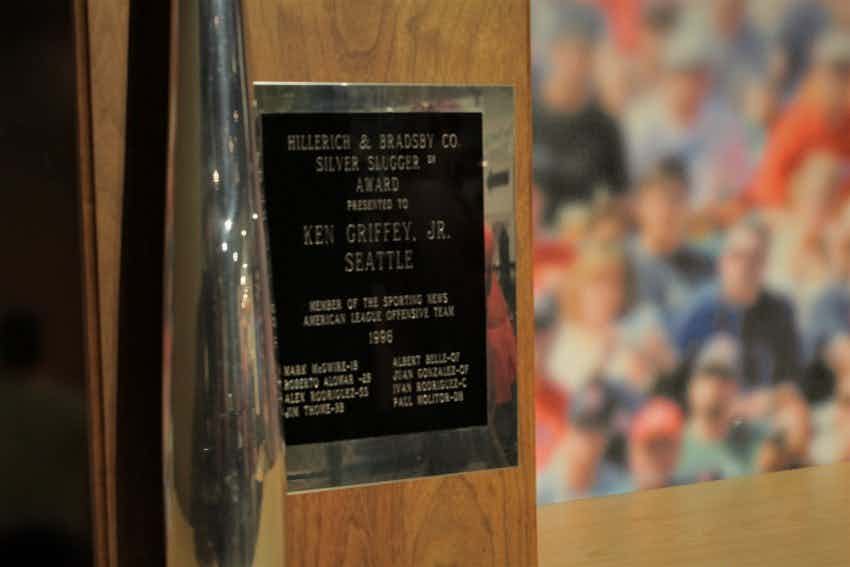 HILLERICH & BRADSBY CO.
SILVER SLUGGER
AWARD
PRESENTED TO
KEN GRIFFEY, JR.
SEATTLE
MEMBER OF THE SPORTING NEWS
AMERICAN LEAGUE OFFENSIVE TEAM
1996
MARK McGWIRE-1B
ROBERTO ALOMAR -2B
ALEX RODRIGUEZ-SS
JIM THOME-3B
ALBERT BELLE-OF
JUAN GONZALEZ-OF
IVAN RODRIGUEZ-C
PAUL MOLITOR-DH